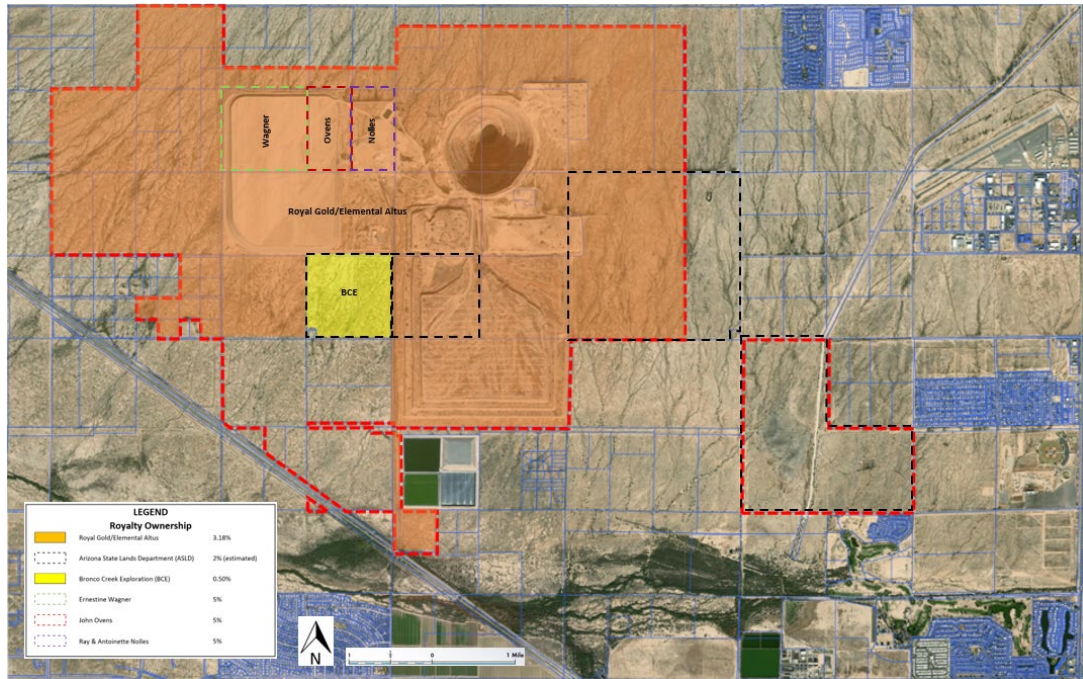 Wagner
Ovens
Nolles
Royal Gold/Elemental Altus
BCE
LEGEND
Royalty Ownership
Royal Gold/Elemental Altus 3.18%
Arizona State Lands Department (ASLD) 2% (estimated)
Bronco Creek Exploration (BCE) 0.50%
Ernestine Wagner 5%
John Ovens 5%
Ray & Antoinette Nolles 5%
N
0 1 Mile